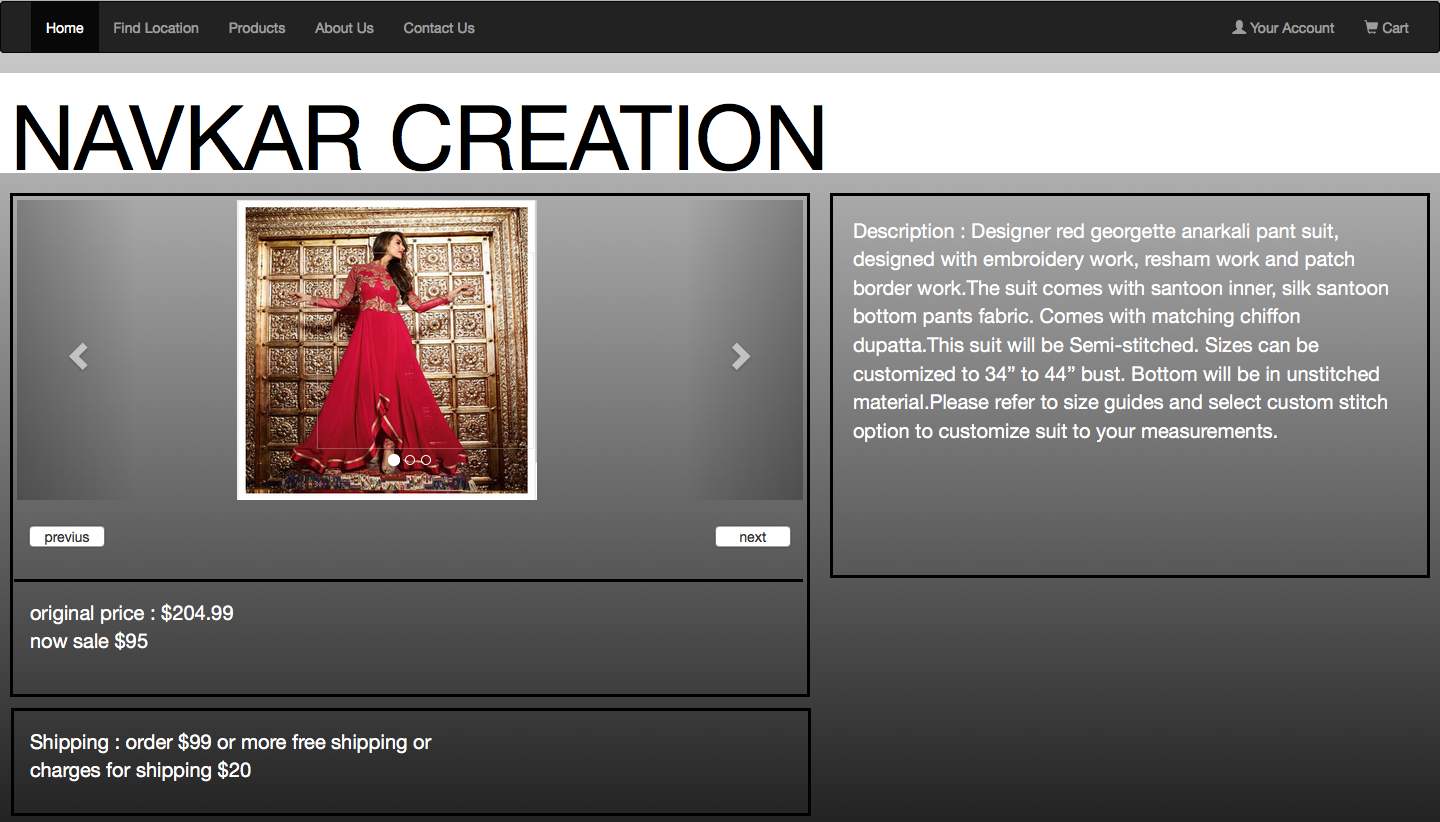 Home Find Location Products About Us Contact Us Your Account Cart
NAVKAR CREATION
previus next
original price : $204.99
now sale $95
Shipping : order $99 or more free shipping or
charges for shipping $20
Description : Designer red georgette anarkali pant suit,
designed with embroidery work, resham work and patch
border work.The suit comes with santoon inner, silk santoon
bottom pants fabric. Comes with matching chiffon
dupatta.This suit will be Semi-stitched. Sizes can be
customized to 34” to 44” bust. Bottom will be in unstitched
material.Please refer to size guides and select custom stitch
option to customize suit to your measurements.